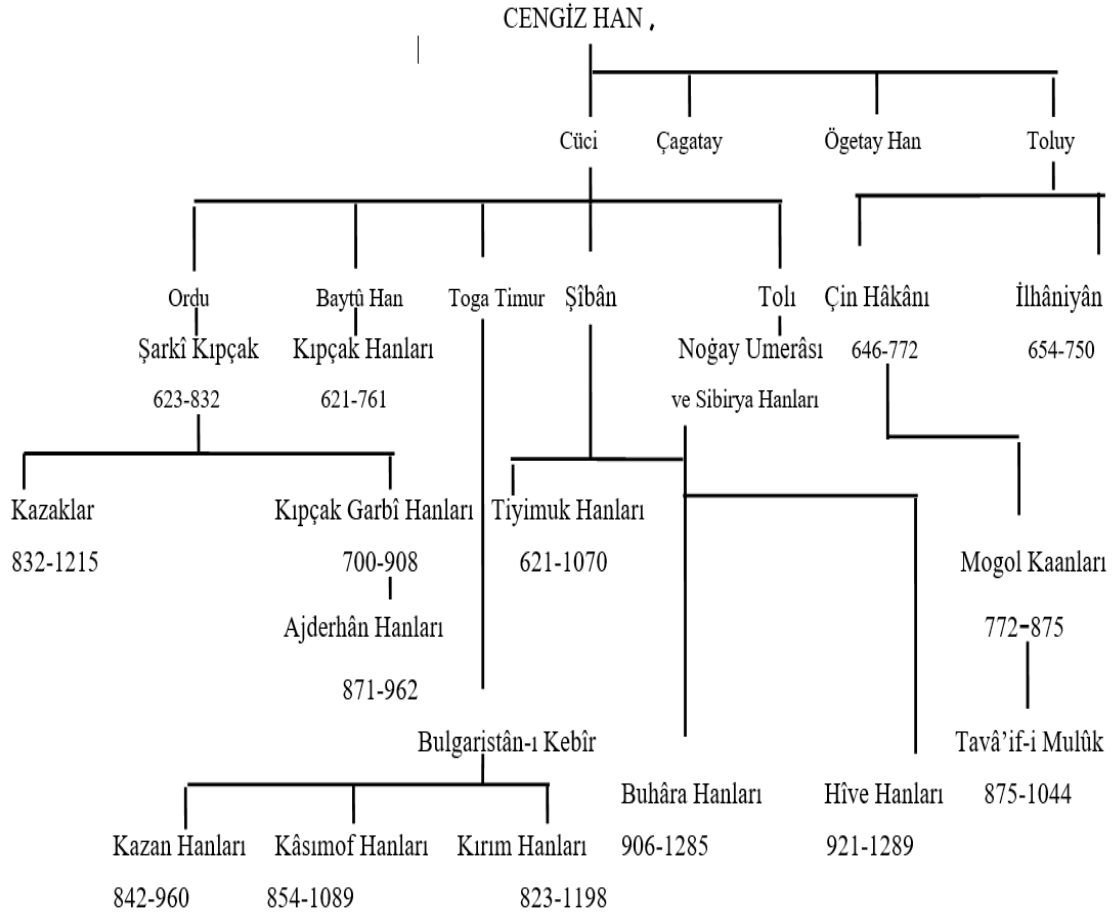 CENGİZ HAN ,
Cüci Çagatay Ögetay Han Toluy
Ordu Baytû Han Toga Timur Şîbân Tolı Çin Hâkânı İlhâniyân
Şarkî Kıpçak Kıpçak Hanları Noġay Umerâsı 646-772 654-750
623-832 621-761 ve Sibirya Hanları
Kazaklar Kıpçak Garbî Hanları Tiyimuk Hanları
832-1215 700-908 621-1070 Mogol Kaanları
Ajderhân Hanları 772-875
871-962
Bulgaristân-ı Kebîr Tavâ’if-i Mulûk
Buhâra Hanları Hîve Hanları 875-1044
Kazan Hanları Kâsımof Hanları Kırım Hanları 906-1285 921-1289
842-960 854-1089 823-1198